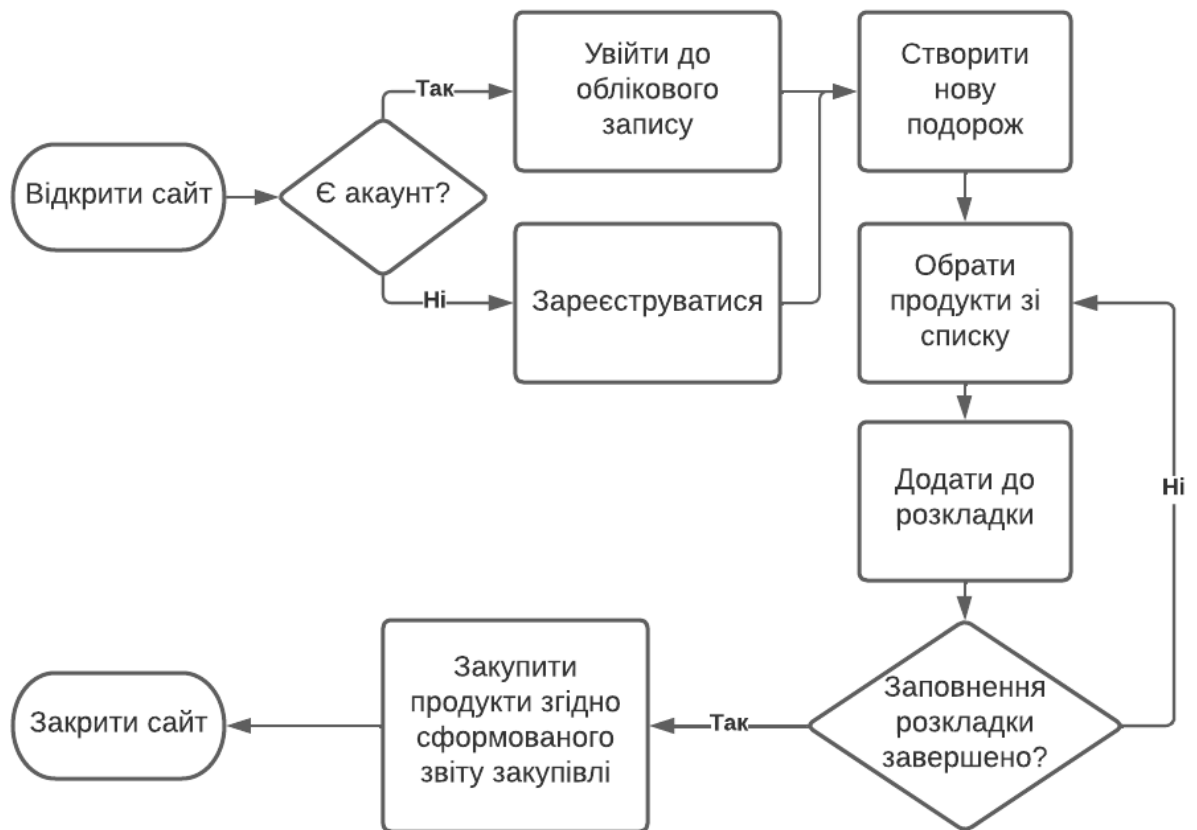 Відкрити сайт
Є акаунт?
Так
Увійти до
облікового
запису
Ні
Зареєструватися
Створити
нову
подорож
Обрати
продукти зі
списку
Додати до
розкладки
Ні
Заповнення
розкладки
завершено?
Так
Закупити
продукти згідно
сформованого
звіту закупівлі
Закрити сайт